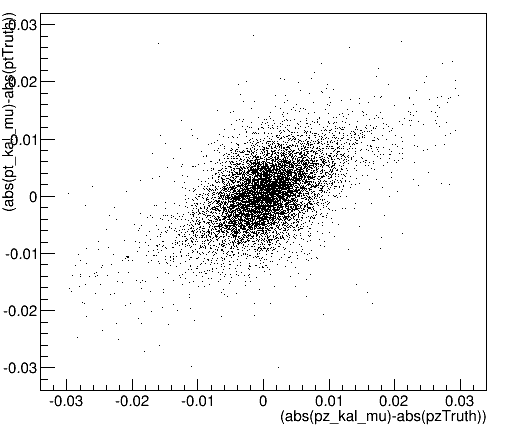 (abs(pt_kal_mu)-abs(ptTruth))
0.03
0.02
0.01
0
-0.01
-0.02
-0.03
-0.03 -0.02 -0.01 0 0.01 0.02 0.03
(abs(pz_kal_mu)-abs(pzTruth))